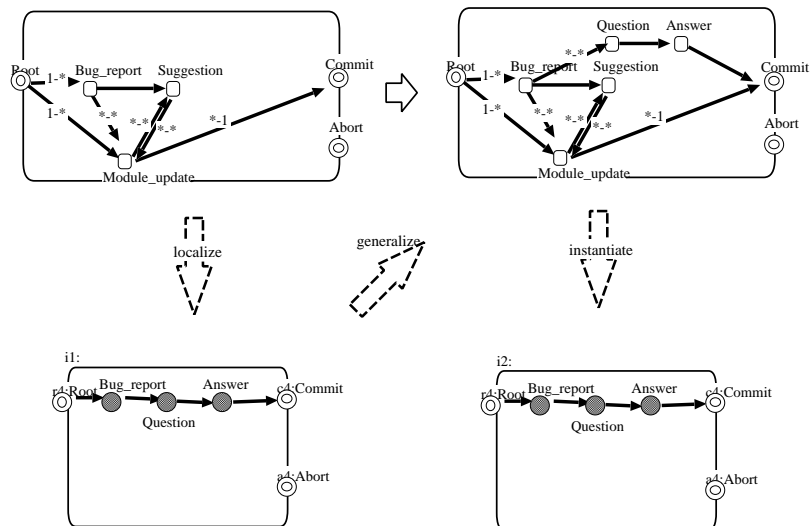 Root
1-*
Bug_report
Suggestion
Commit
1-*
*-*
*-*
*-*
*-1
Abort
Module_update
Question
Answer
Root
1-*
Bug_report
*-*
Suggestion
Commit
1-*
*-*
*-*
*-*
*-1
Abort
Module_update
localize
generalize
instantiate
i1:
r4:Root
Bug_report
Answer
c4:Commit
Question
a4:Abort
i2:
r4:Root
Bug_report
Answer
c4:Commit
Question
a4:Abort